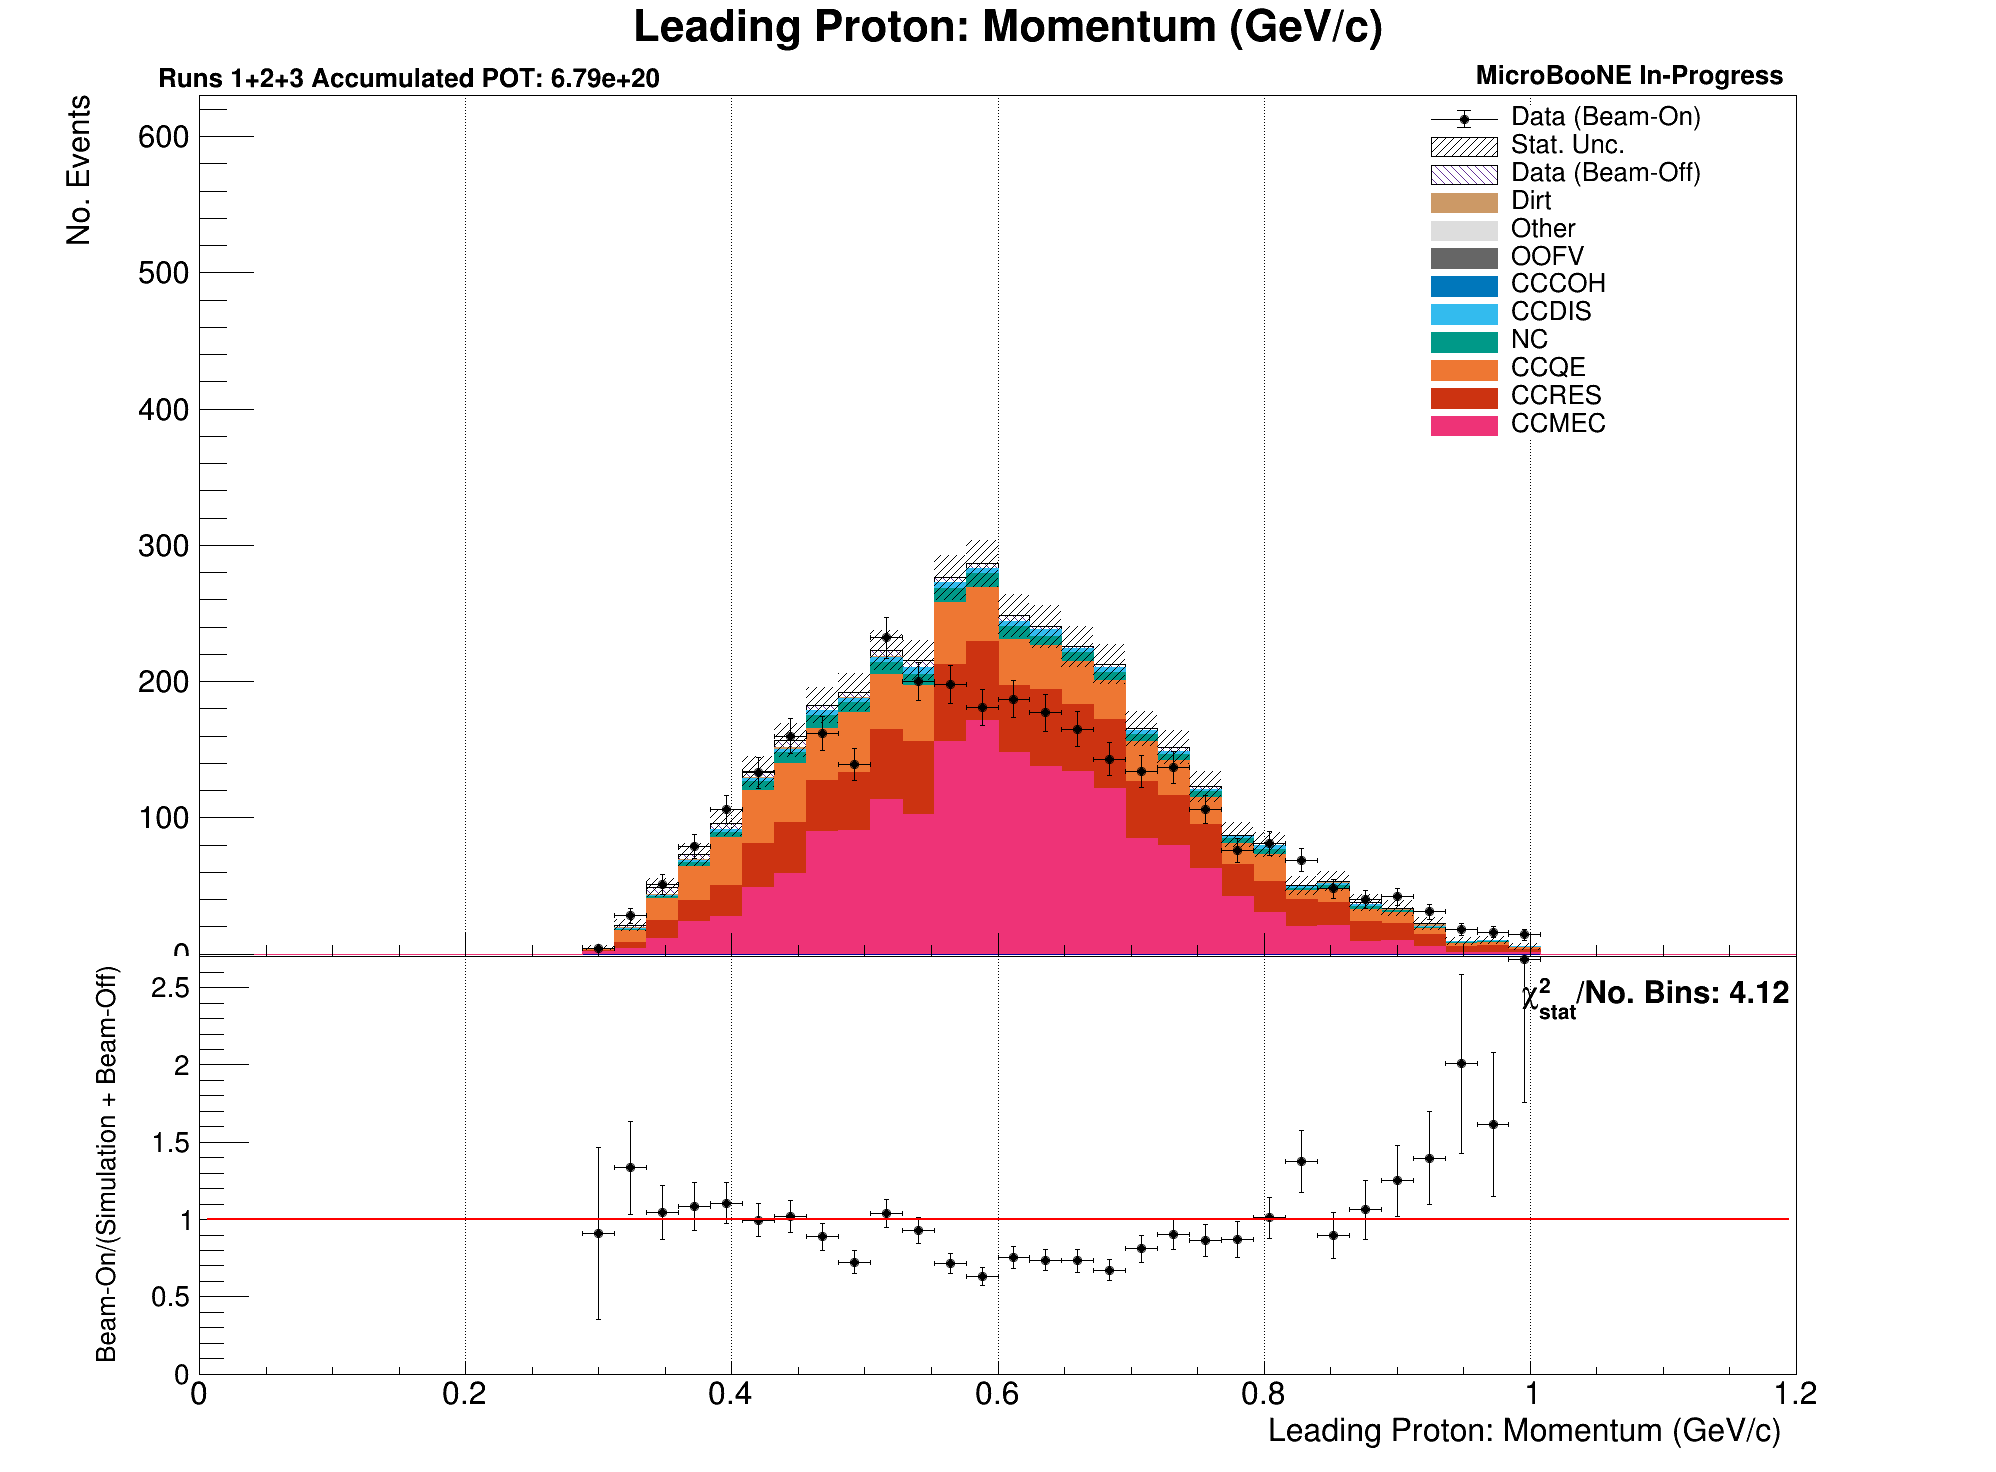 Leading Proton: Momentum (GeV/c)
Runs 1+2+3 Accumulated POT: 6.79e+20
MicroBooNE In-Progress
No. Events
600
500
400
300
200
100
0
Data (Beam-On)
Stat. Unc.
Data (Beam-Off)
Dirt
Other
OOFV
CCCOH
CCDIS
NC
CCQE
CCRES
CCMEC
Beam-On/(Simulation + Beam-Off)
2.5
2
1.5
1
0.5
0
χ²stat/No. Bins: 4.12
0 0.2 0.4 0.6 0.8 1 1.2
Leading Proton: Momentum (GeV/c)